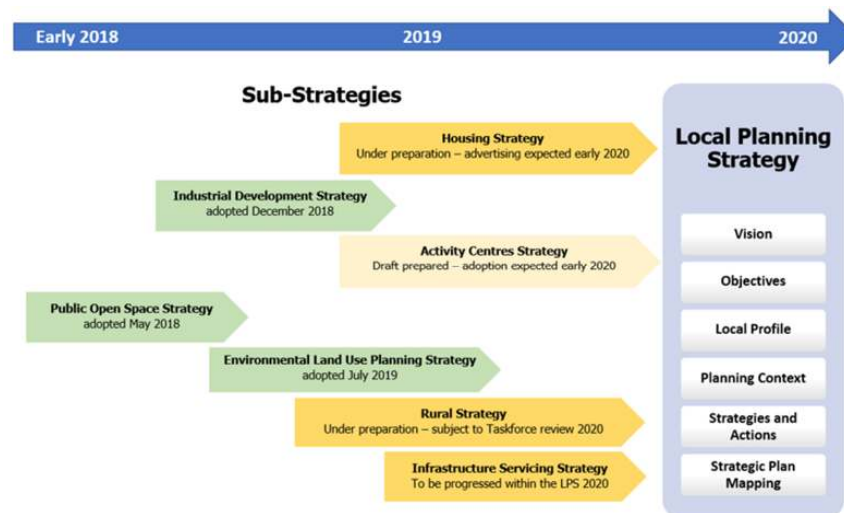 Early 2018
2019
2020
Sub-Strategies
Housing Strategy
Under preparation – advertising expected early 2020
Industrial Development Strategy
adopted December 2018
Activity Centres Strategy
Draft prepared – adoption expected early 2020
Public Open Space Strategy
adopted May 2018
Environmental Land Use Planning Strategy
adopted July 2019
Rural Strategy
Under preparation – subject to Taskforce review 2020
Infrastructure Servicing Strategy
To be progressed within the LPS 2020
Local Planning
Strategy
Vision
Objectives
Local Profile
Planning Context
Strategies and
Actions
Strategic Plan
Mapping